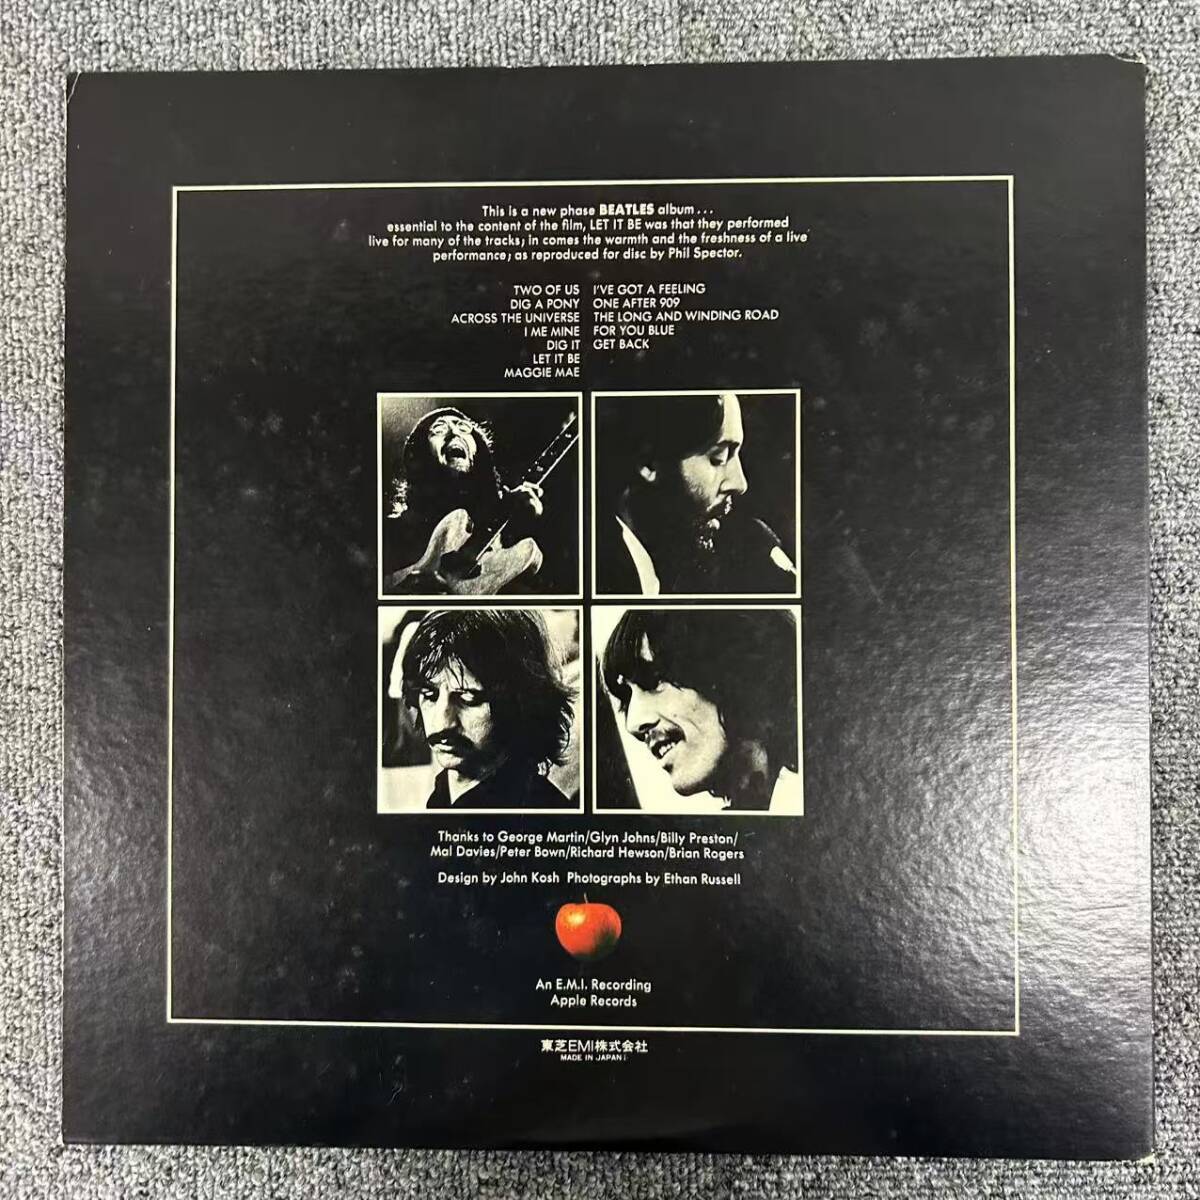 This is a new phase BEATLES album...
essential to the content of the film, LET IT BE was that they performed
live for many of the tracks; in comes the warmth and the freshness of a live
performance; as reproduced for disc by Phil Spector.
TWO OF US
DIG A PONY
ACROSS THE UNIVERSE
I ME MINE
DIG IT
LET IT BE
MAGGIE MAE
I'VE GOT A FEELING
ONE AFTER 909
THE LONG AND WINDING ROAD
FOR YOU BLUE
GET BACK
Thanks to George Martin/Glyn Johns/Billy Preston/
Mal Davies/Peter Bown/Richard Hewson/Brian Rogers
Design by John Kosh Photographs by Ethan Russell
An E.M.I. Recording
Apple Records
東芝EMI株式会社
MADE IN JAPAN